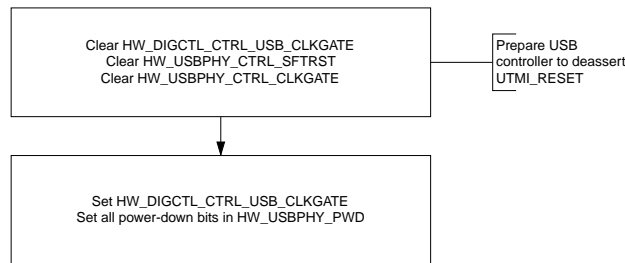 Clear HW_DIGCTL_CTRL_USB_CLKGATE
Clear HW_USBPHY_CTRL_SFTRST
Clear HW_USBPHY_CTRL_CLKGATE
Prepare USB
controller to deassert
UTMI_RESET
Set HW_DIGCTL_CTRL_USB_CLKGATE
Set all power-down bits in HW_USBPHY_PWD